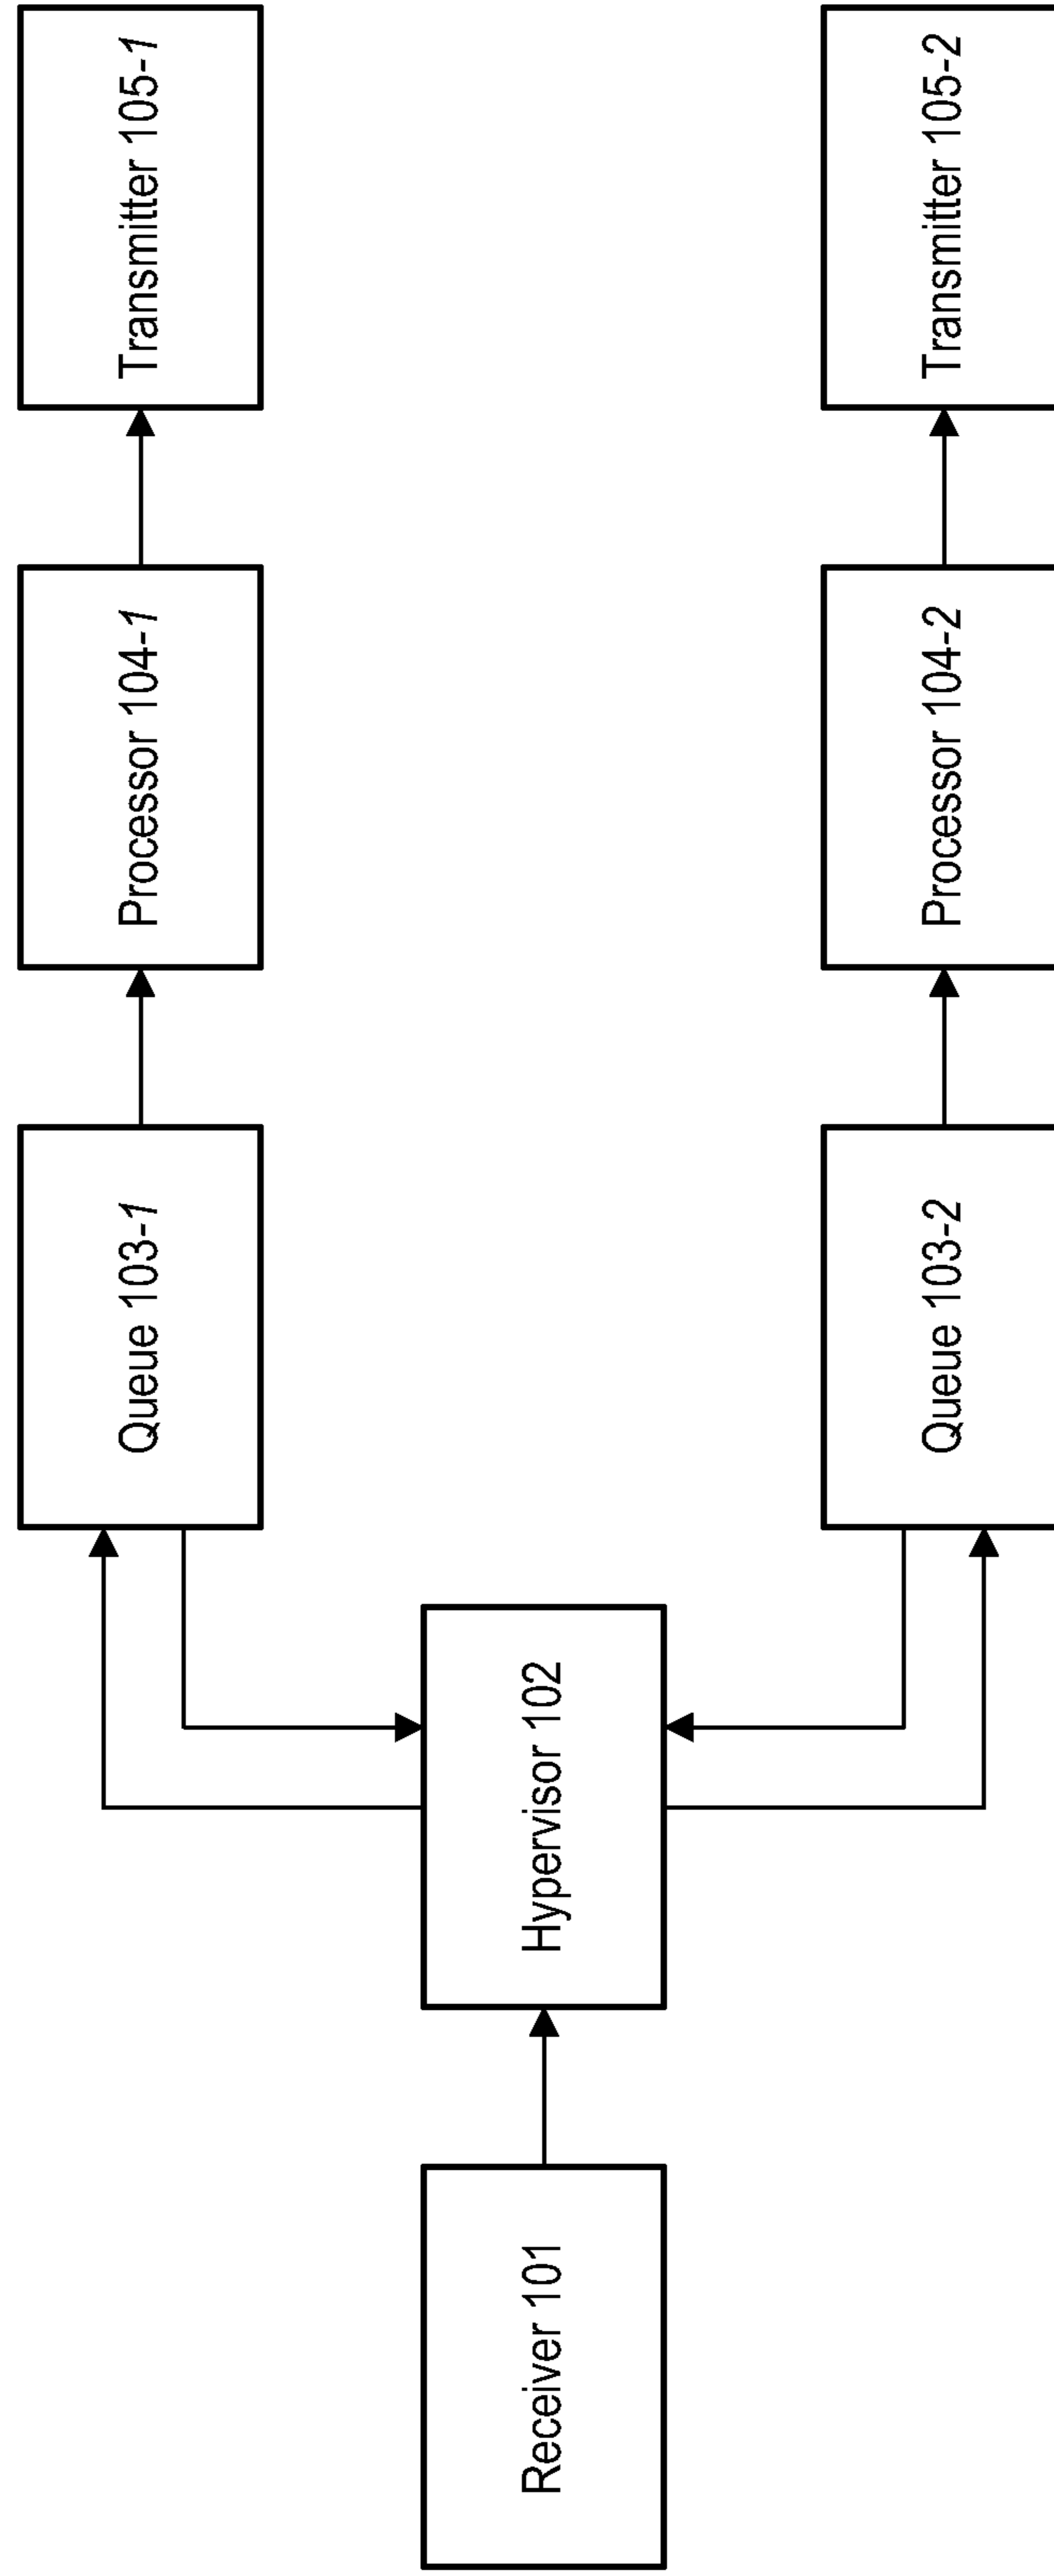 Receiver 101
Hypervisor 102
Queue 103-1
Processor 104-1
Transmitter 105-1
Queue 103-2
Processor 104-2
Transmitter 105-2